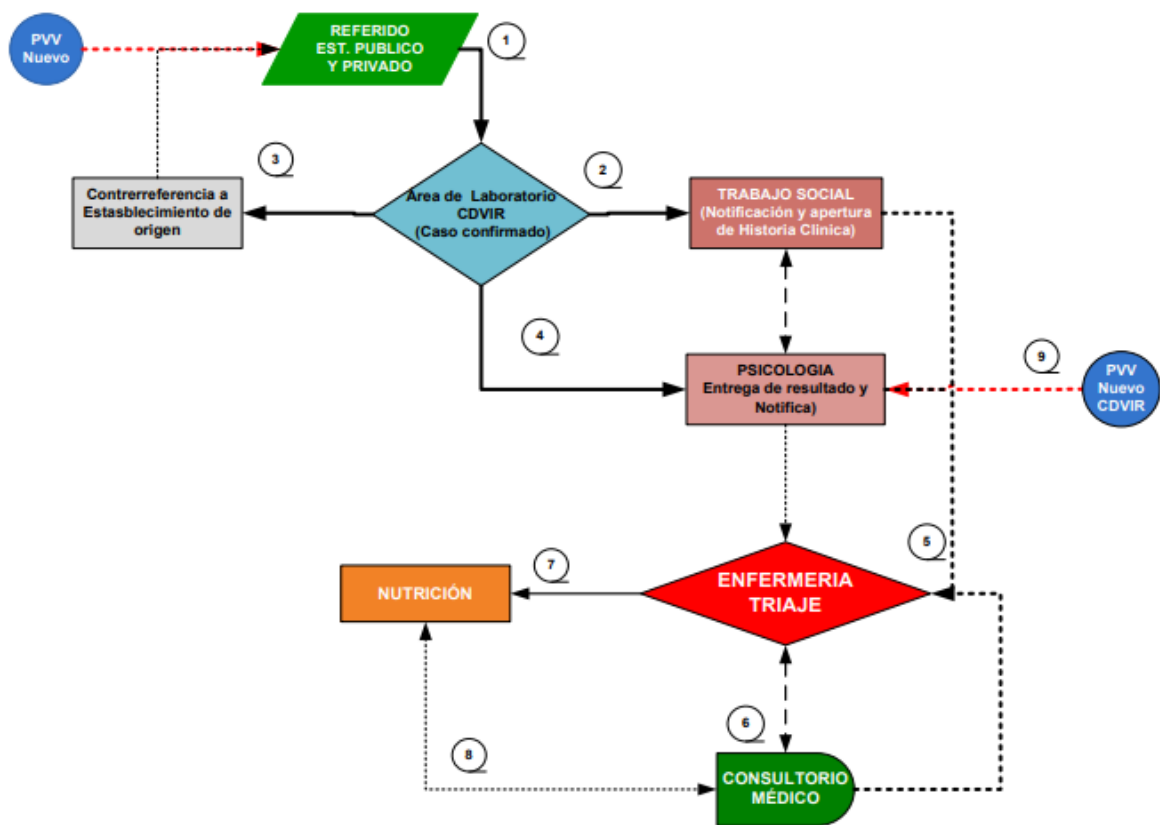 PVV
Nuevo
REFERIDO
EST. PUBLICO
Y PRIVADO
1
3
2
Contrerreferencia a
Estasblecimiento de
origen
Area de Laboratorio
CDVIR
(Caso confirmado)
TRABAJO SOCIAL
(Notificación y apertura
de Historia Clinica)
4
9
PSICOLOGIA
Entrega de resultado y
Notifica)
PVV
Nuevo
CDVIR
5
7
ENFERMERIA
TRIAJE
NUTRICIÓN
6
8
CONSULTORIO
MÉDICO